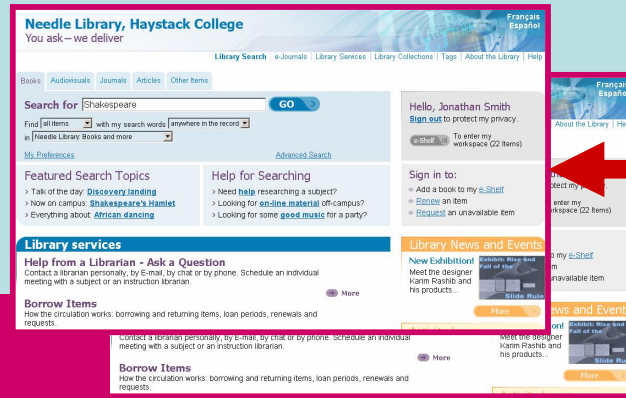 Needle Library, Haystack College
You ask – we deliver
Français
Español
Library Search | e-Journals | Library Services | Library Collections | Tags | About the Library | Help
Books Audiovisuals Journals Articles Other Items
Search for Shakespeare GO >
Find all items with my search words anywhere in the record
in Needle Library: Books and more
My Preferences Advanced Search
Hello, Jonathan Smith
Sign out to protect my privacy.
e-Shelf To enter my
workspace (22 Items)
Featured Search Topics
> Talk of the day: Discovery landing
> Now on campus: Shakespeare's Hamlet
> Everything about: African dancing
Help for Searching
> Need help researching a subject?
> Looking for on-line material off-campus?
> Looking for some good music for a party?
Sign in to:
Add a book to my e-Shelf
Renew an item
Request an unavailable item
Library services
Help from a Librarian - Ask a Question
Contact a librarian personally, by E-mail, by chat or by phone. Schedule an individual
meeting with a subject or an instruction librarian.
More
Borrow Items
How the circulation works: borrowing and returning items, loan periods, renewals and
requests.
Library News and Events
New Exhibition!
Meet the designer
Karim Rashib and
his products...
Exhibit: Rise and
Fall of the
Slide Rule
More
Français
Español
About the Library | He
enter my
rkspace (22 Items)
o my e-Shelf
m
unavailable item
ews and Event
on!
Exhibit: Rise and
Fall of the
Slide Rule
Meet the designer
Karim Rashib and
his products...
More
Contact a librarian personally, by E-mail, by chat or by phone. Schedule an individual
meeting with a subject or an instruction librarian.
More
Borrow Items
How the circulation works: borrowing and returning items, loan periods, renewals and
requests.